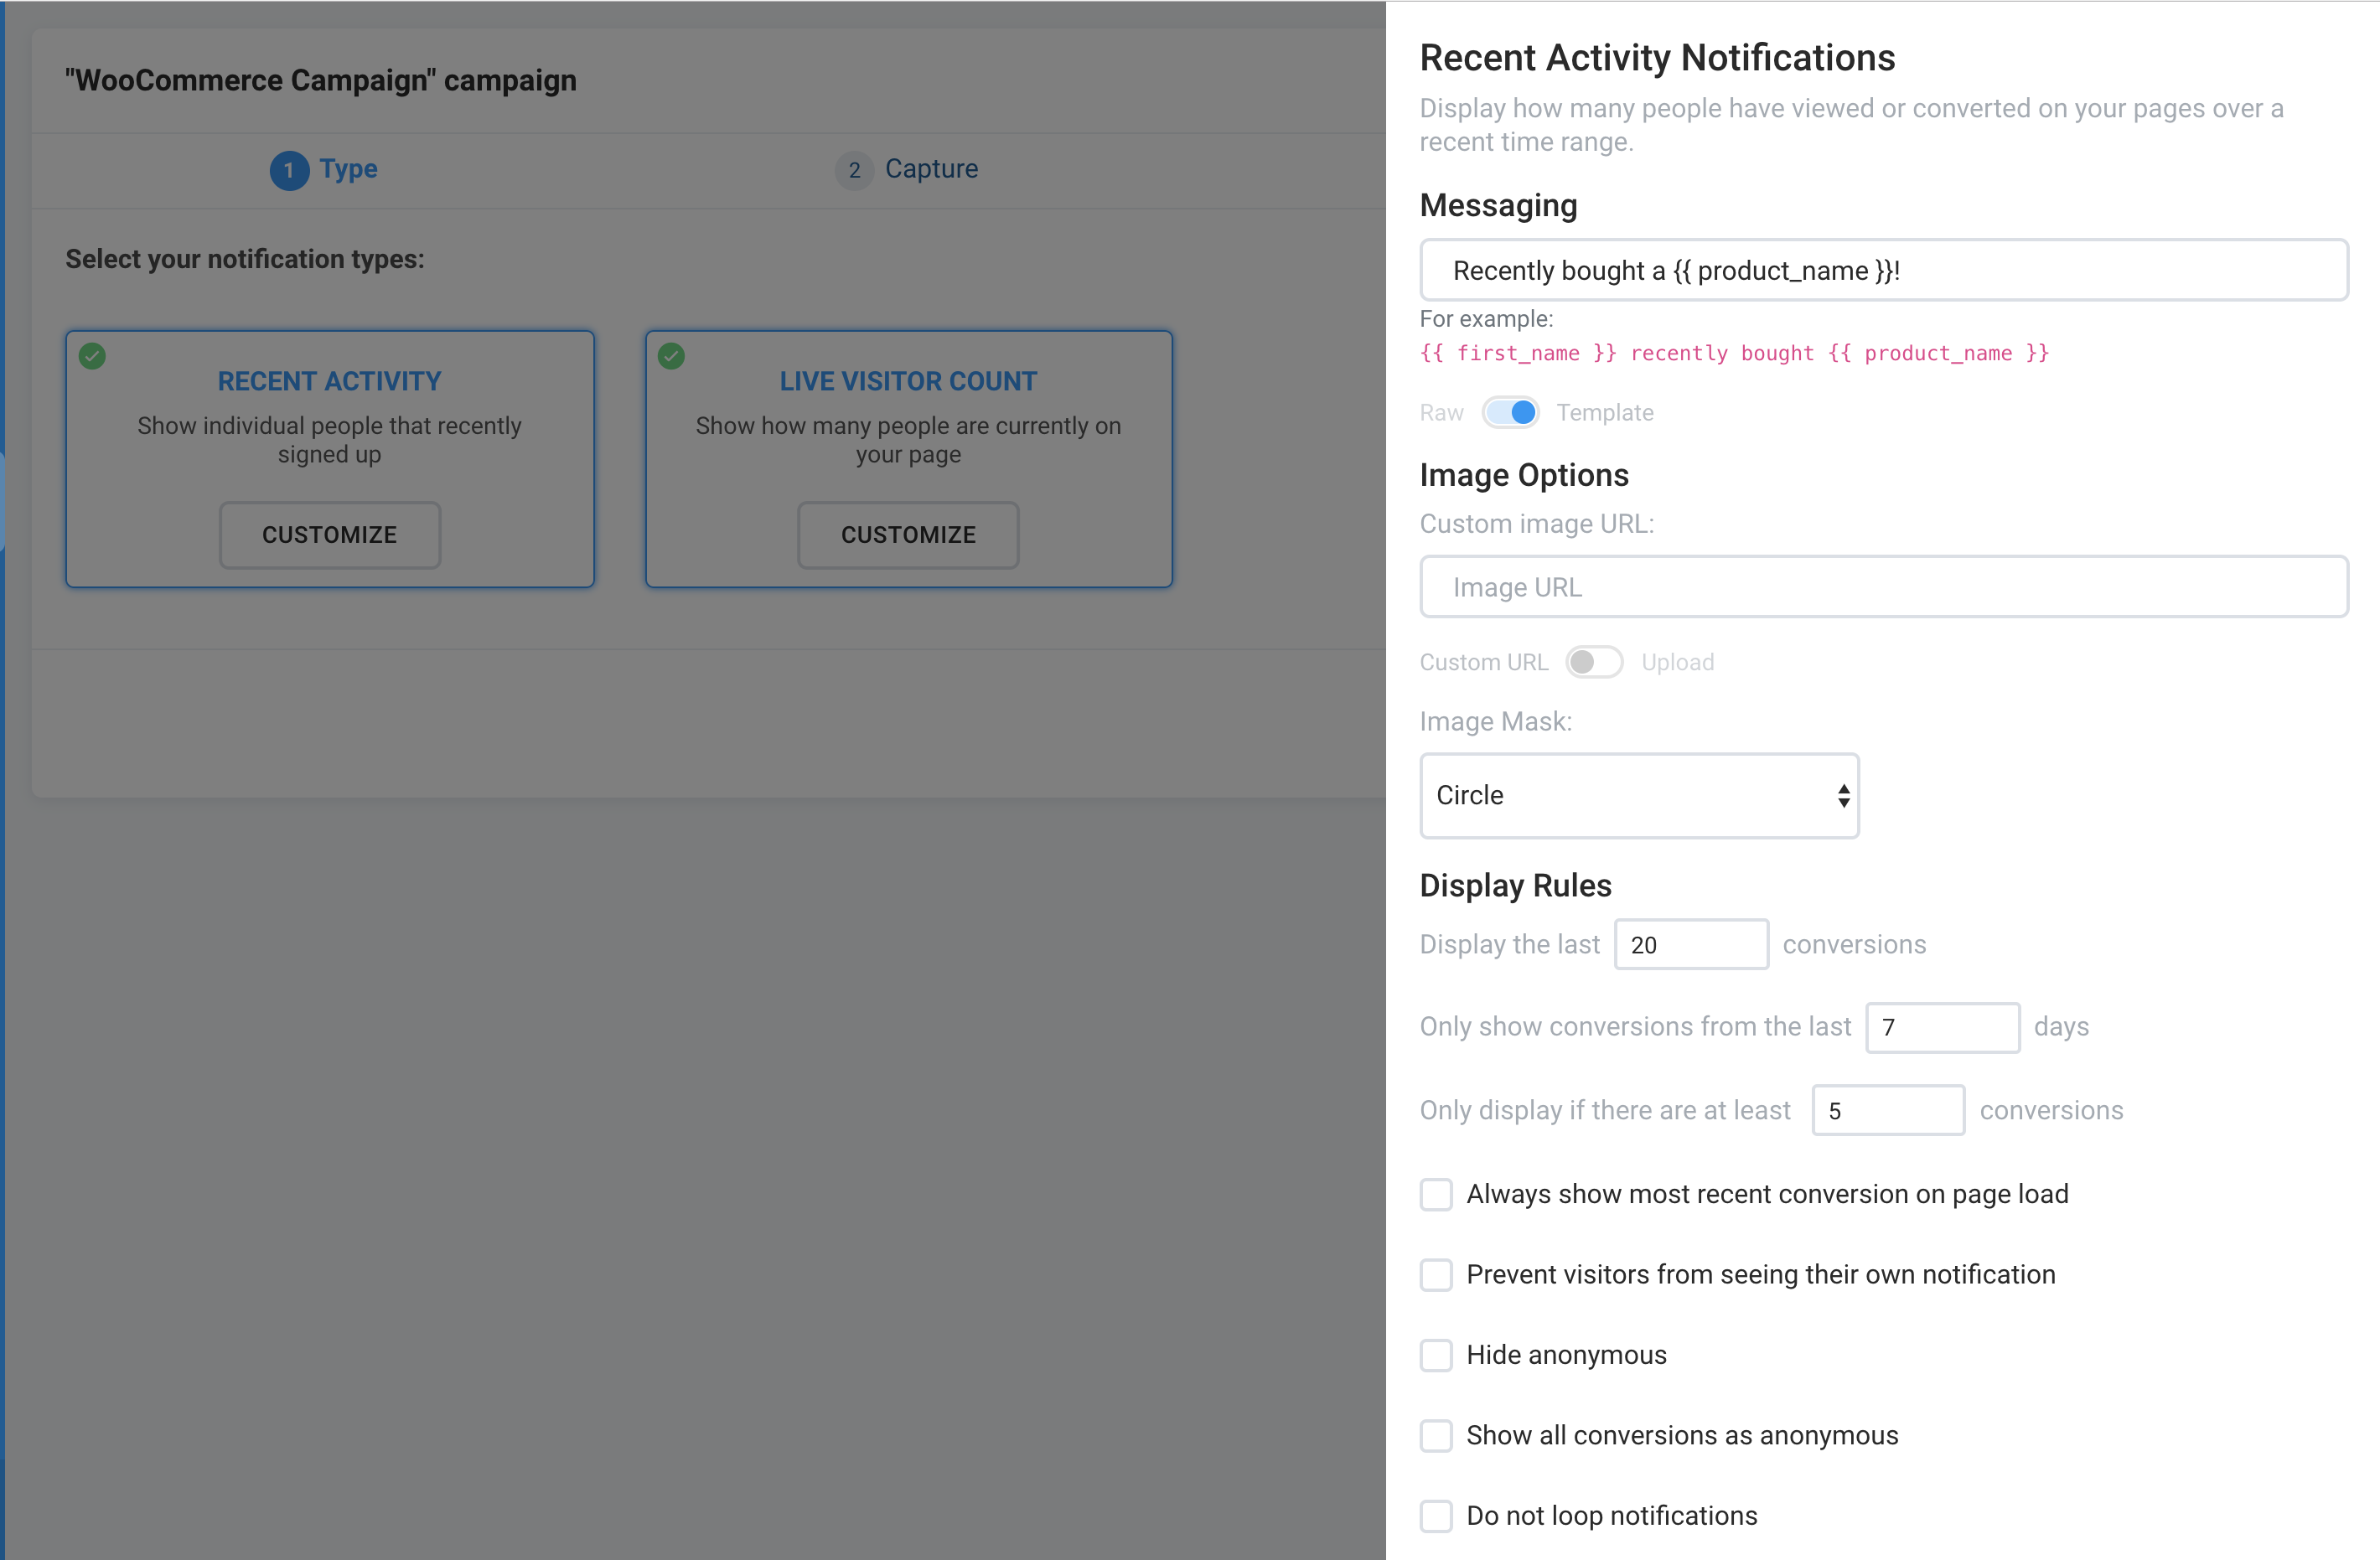 "WooCommerce Campaign" campaign
1 Type
2 Capture
Select your notification types:
RECENT ACTIVITY
Show individual people that recently
signed up
CUSTOMIZE
LIVE VISITOR COUNT
Show how many people are currently on
your page
CUSTOMIZE
Recent Activity Notifications
Display how many people have viewed or converted on your pages over a
recent time range.
Messaging
Recently bought a {{ product_name }}!
For example:
{{ first_name }} recently bought {{ product_name }}
Raw Template
Image Options
Custom image URL:
Image URL
Custom URL Upload
Image Mask:
Circle
Display Rules
Display the last 20 conversions
Only show conversions from the last 7 days
Only display if there are at least 5 conversions
Always show most recent conversion on page load
Prevent visitors from seeing their own notification
Hide anonymous
Show all conversions as anonymous
Do not loop notifications